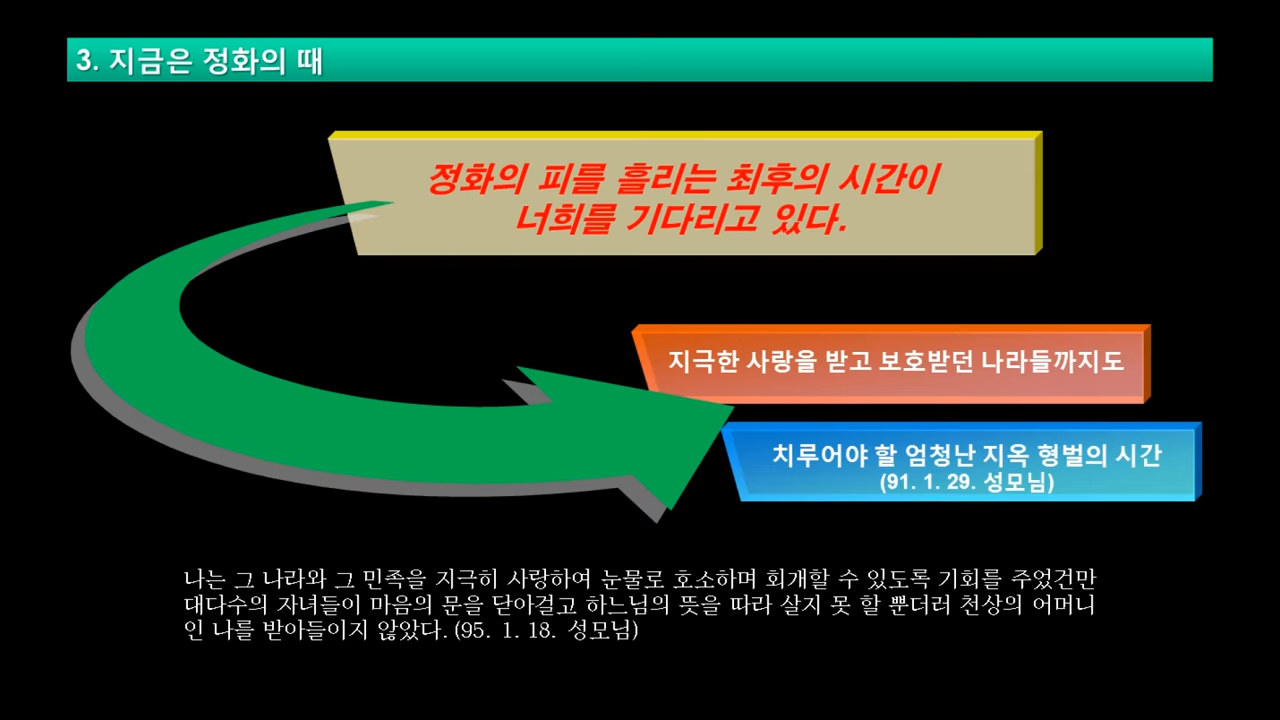 3. 지금은 정화의 때
정화의 피를 흘리는 최후의 시간이
너희를 기다리고 있다.
지극한 사랑을 받고 보호받던 나라들까지도
치루어야 할 엄청난 지옥 형벌의 시간
(91. 1. 29. 성모님)
나는 그 나라와 그 민족을 지극히 사랑하여 눈물로 호소하며 회개할 수 있도록 기회를 주었건만
대다수의 자녀들이 마음의 문을 닫아걸고 하느님의 뜻을 따라 살지 못 할 뿐더러 천상의 어머니
인 나를 받아들이지 않았다. (95. 1. 18. 성모님)